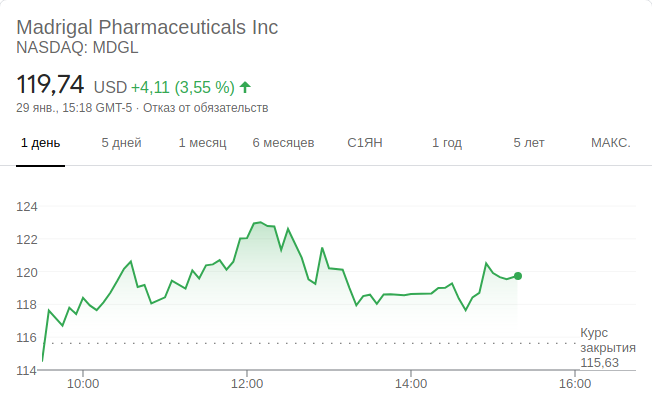 Madrigal Pharmaceuticals Inc
NASDAQ: MDGL
119,74 USD +4,11 (3,55 %)
29 янв., 15:18 GMT-5 · Отказ от обязательств
1 день 5 дней 1 месяц 6 месяцев С1ЯН 1 год 5 лет МАКС.
124
122
120
118
116
114
Курс
закрытия
115,63
10:00 12:00 14:00 16:00